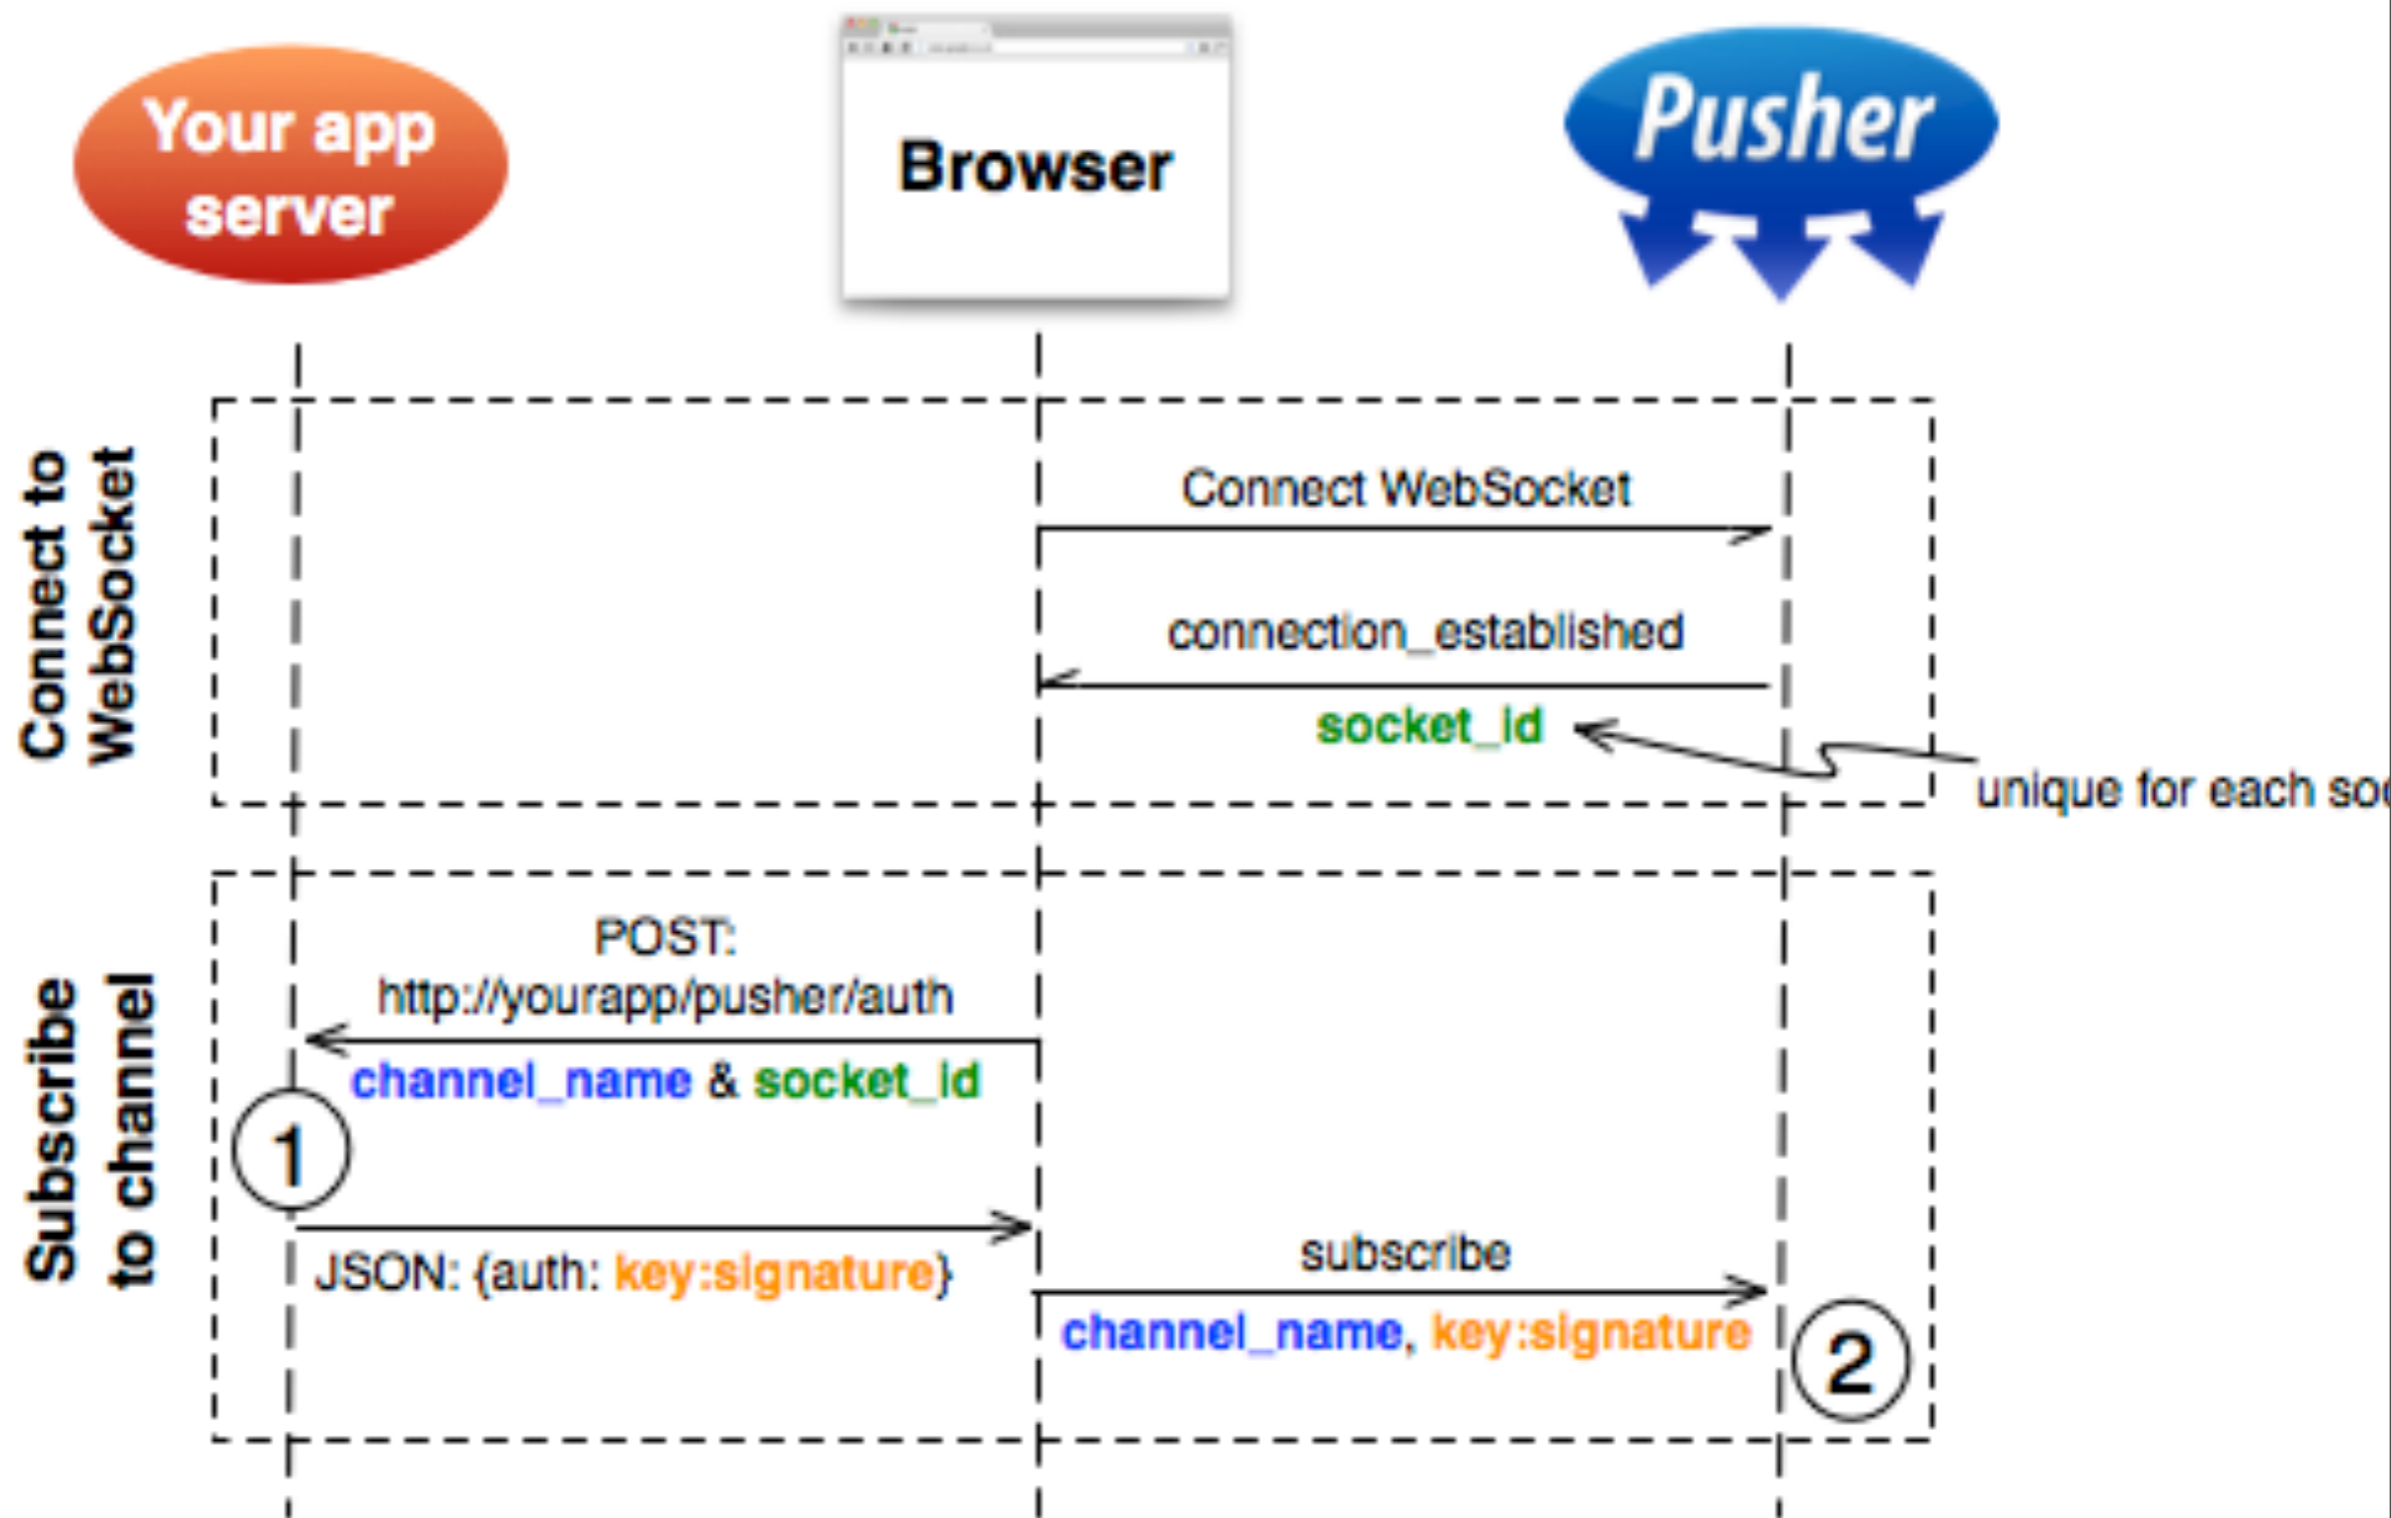 Your app
server
Browser
Pusher
Connect to
WebSocket
Connect WebSocket
connection_established
socket_id
unique for each
Subscribe
to channel
POST:
http://yourapp/pusher/auth
channel_name & socket_id
1
JSON: {auth: key:signature}
subscribe
channel_name, key:signature
2